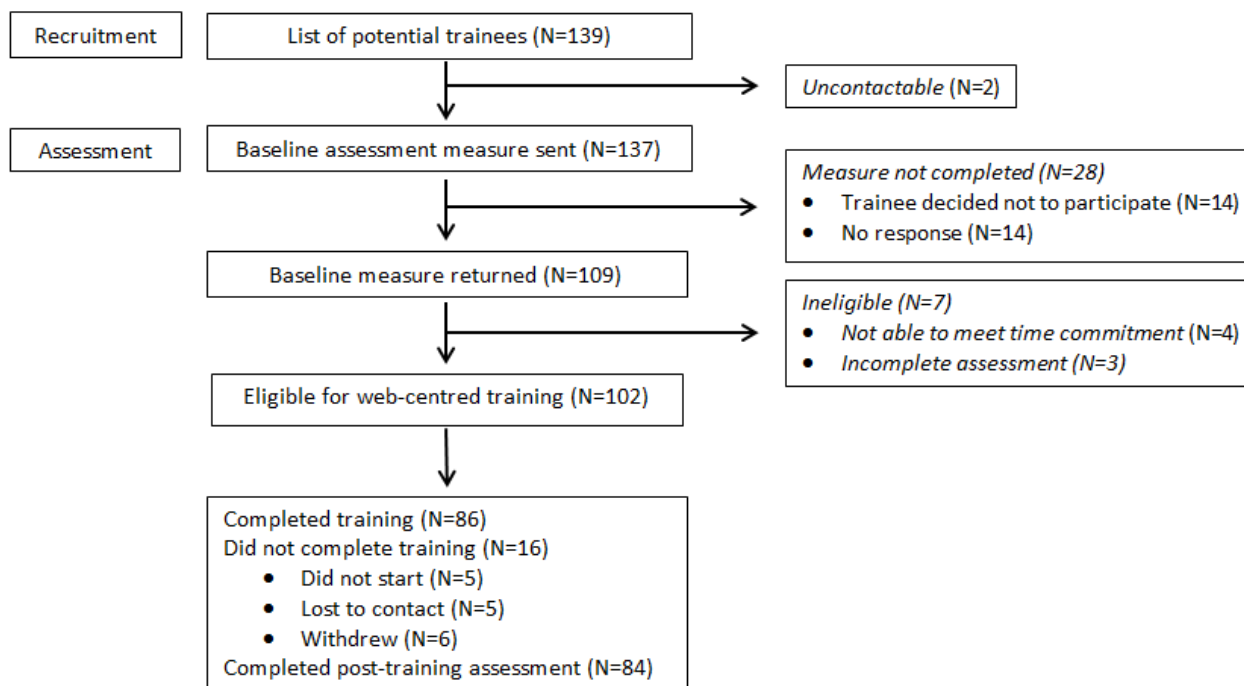 Recruitment
List of potential trainees (N=139)
Uncontactable (N=2)
Assessment
Baseline assessment measure sent (N=137)
Measure not completed (N=28)
• Trainee decided not to participate (N=14)
• No response (N=14)
Baseline measure returned (N=109)
Ineligible (N=7)
• Not able to meet time commitment (N=4)
• Incomplete assessment (N=3)
Eligible for web-centred training (N=102)
Completed training (N=86)
Did not complete training (N=16)
• Did not start (N=5)
• Lost to contact (N=5)
• Withdrew (N=6)
Completed post-training assessment (N=84)